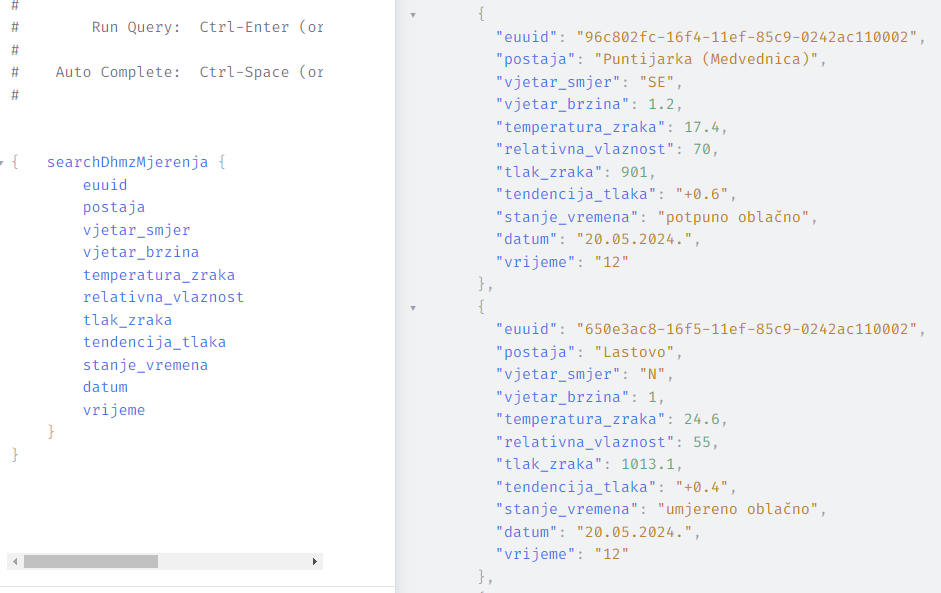 #
#         Run Query:  Ctrl-Enter (or
#
#     Auto Complete:  Ctrl-Space (or
#
{   searchDhmzMjerenja {
        euuid
        postaja
        vjetar_smjer
        vjetar_brzina
        temperatura_zraka
        relativna_vlaznost
        tlak_zraka
        tendencija_tlaka
        stanje_vremena
        datum
        vrijeme
    }
}
{
  "euuid": "96c802fc-16f4-11ef-85c9-0242ac110002",
  "postaja": "Puntijarka (Medvednica)",
  "vjetar_smjer": "SE",
  "vjetar_brzina": 1.2,
  "temperatura_zraka": 17.4,
  "relativna_vlaznost": 70,
  "tlak_zraka": 901,
  "tendencija_tlaka": "+0.6",
  "stanje_vremena": "potpuno oblačno",
  "datum": "20.05.2024.",
  "vrijeme": "12"
},
{
  "euuid": "650e3ac8-16f5-11ef-85c9-0242ac110002",
  "postaja": "Lastovo",
  "vjetar_smjer": "N",
  "vjetar_brzina": 1,
  "temperatura_zraka": 24.6,
  "relativna_vlaznost": 55,
  "tlak_zraka": 1013.1,
  "tendencija_tlaka": "+0.4",
  "stanje_vremena": "umjereno oblačno",
  "datum": "20.05.2024.",
  "vrijeme": "12"
},